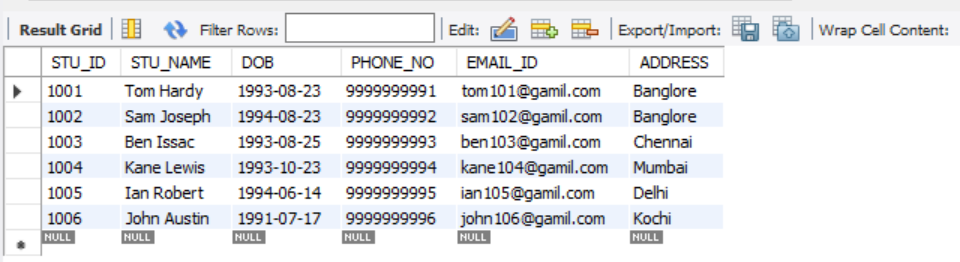 Result Grid Filter Rows: Edit: Export/Import: Wrap Cell Content:
STU_ID STU_NAME DOB PHONE_NO EMAIL_ID ADDRESS
1001 Tom Hardy 1993-08-23 9999999991 tom101@gamil.com Banglore
1002 Sam Joseph 1994-08-23 9999999992 sam102@gamil.com Banglore
1003 Ben Issac 1993-08-25 9999999993 ben103@gamil.com Chennai
1004 Kane Lewis 1993-10-23 9999999994 kane104@gamil.com Mumbai
1005 Ian Robert 1994-06-14 9999999995 ian105@gamil.com Delhi
1006 John Austin 1991-07-17 9999999996 john106@gamil.com Kochi
NULL NULL NULL NULL NULL NULL